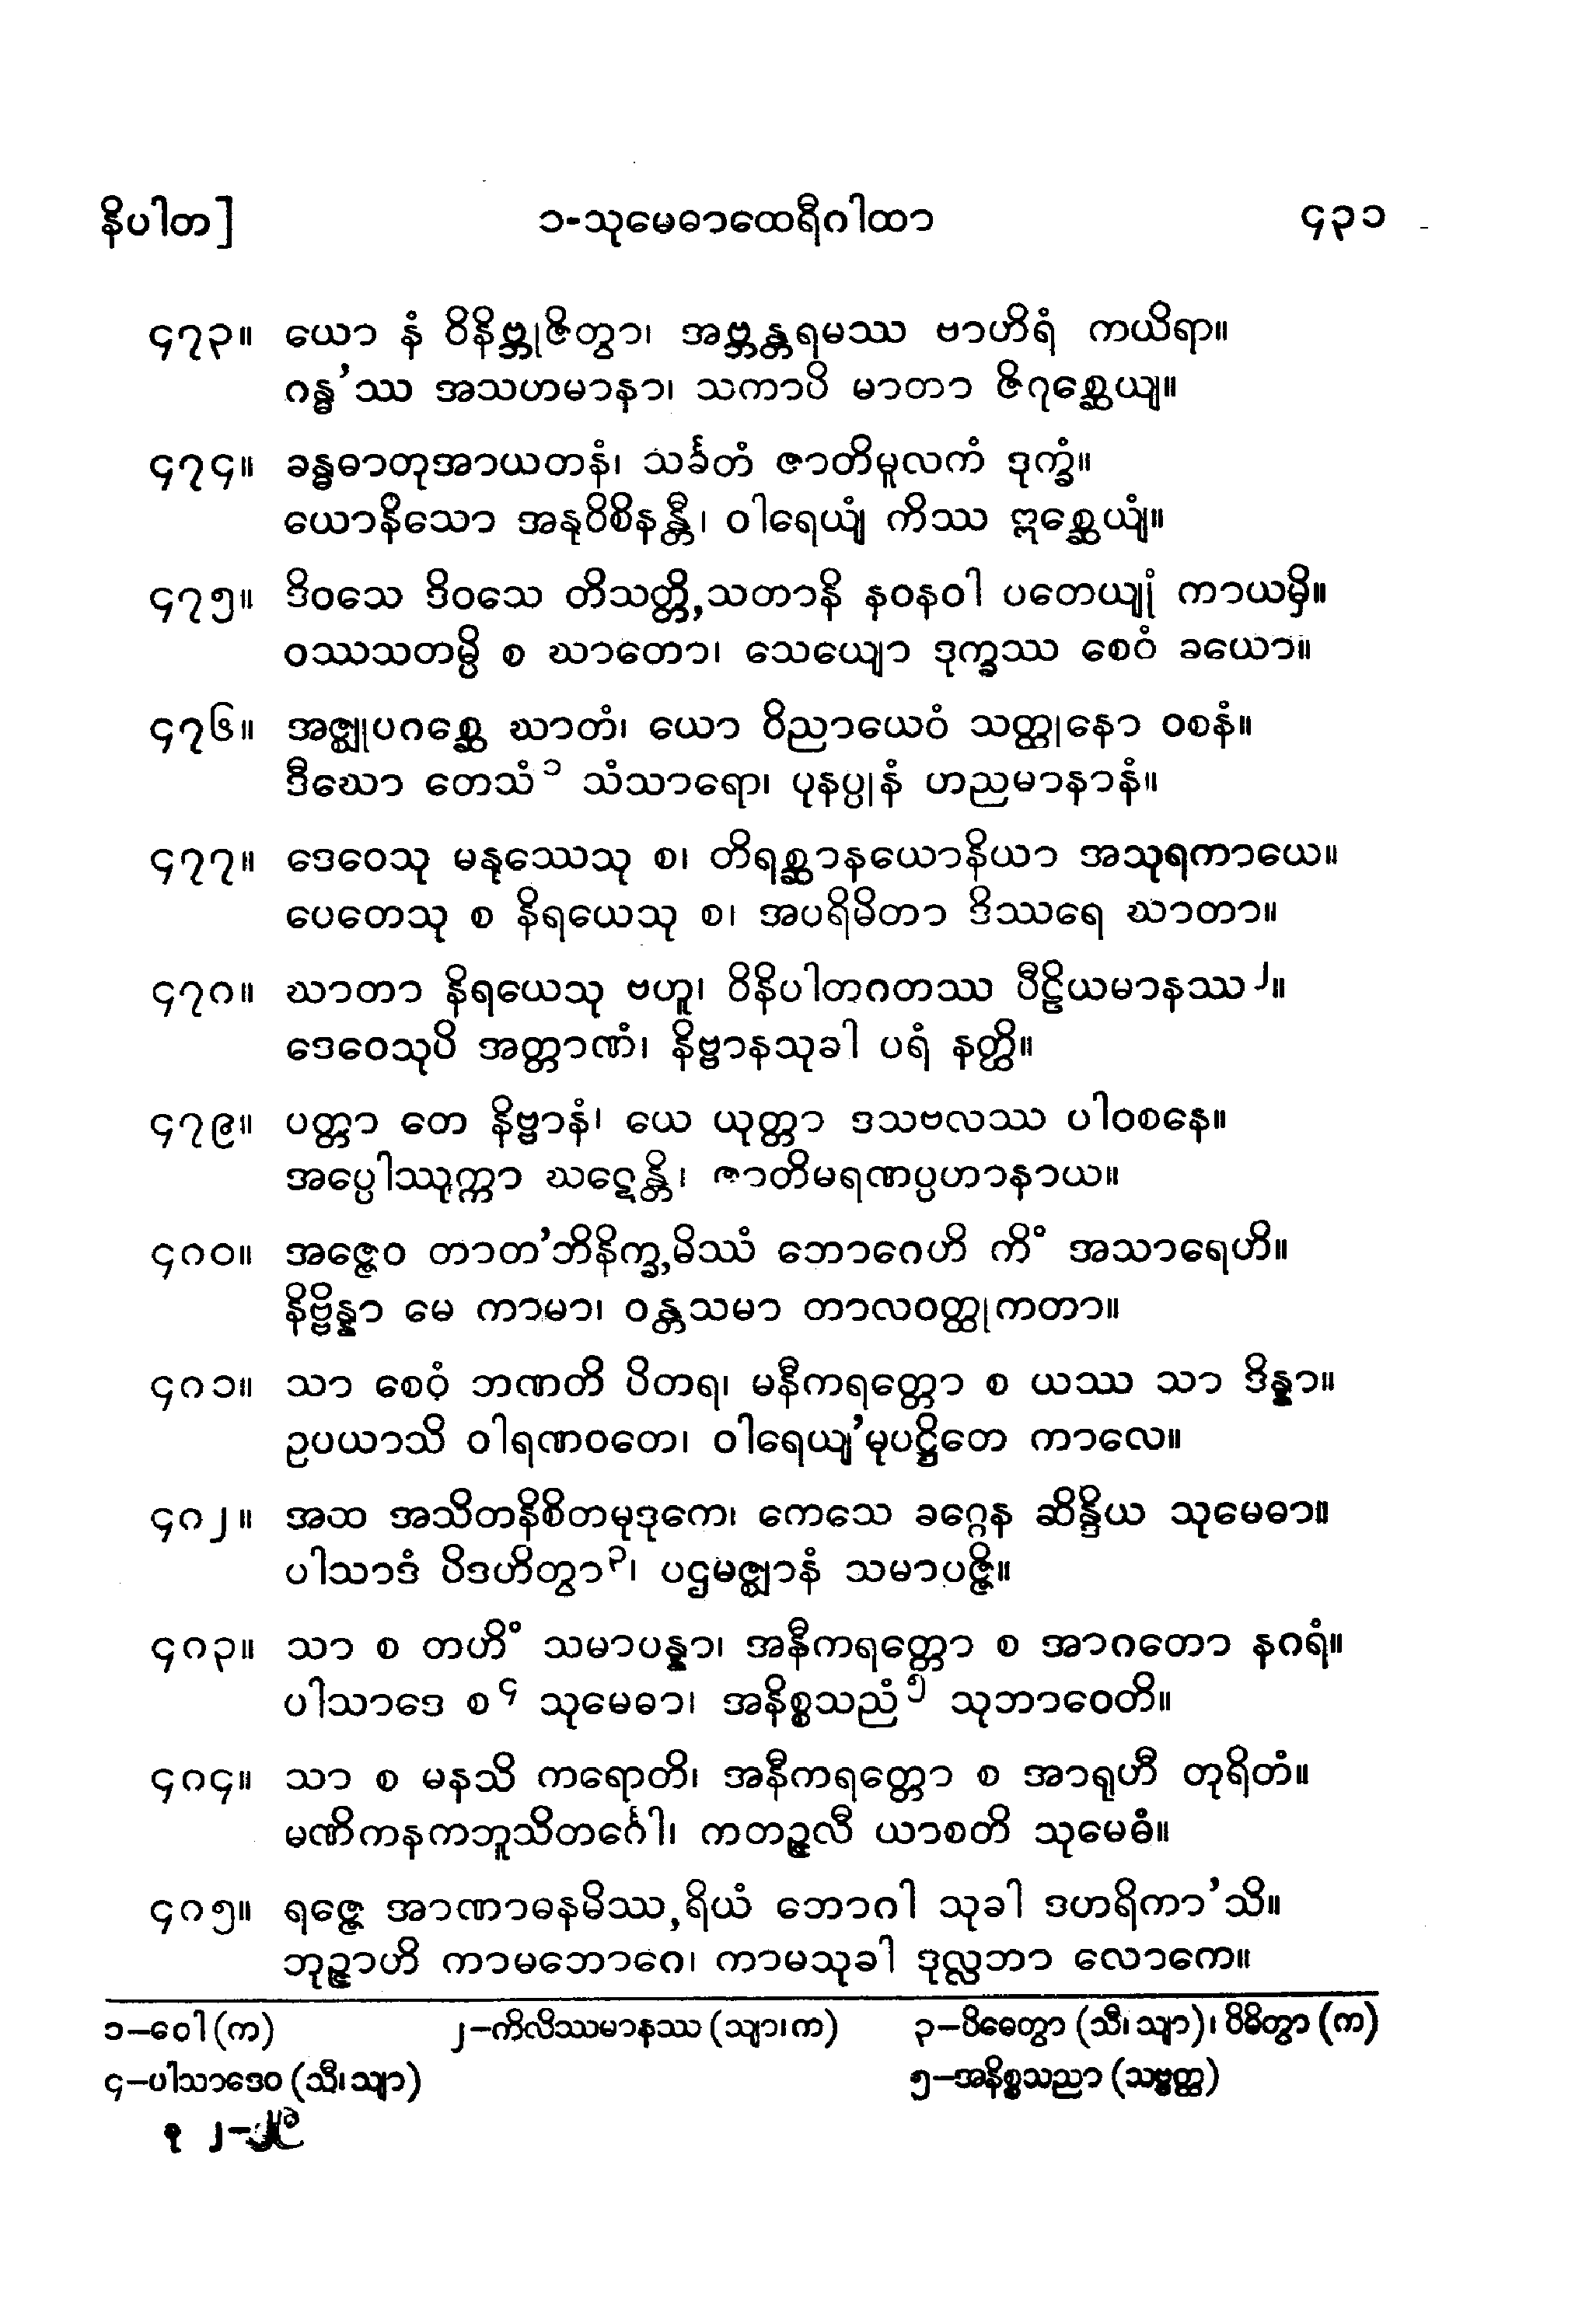 နိပါတ]	၁-သုမေဓာထေရီဂါထာ	၄၃၁
၄၇၃။ ယော နံ ဝိနိဗ္ဘုဇိတွာ၊ အဗ္ဘန္တရမဿ ဗာဟိရံ ကယိရာ။
ဂန္ဓ’ဿ အသဟမာနာ၊ သကာပိ မာတာ ဇိဂုစ္ဆေယျ။
၄၇၄။ ခန္ဓဓာတုအာယတနံ၊ သင်္ခတံ ဇာတိမူလကံ ဒုက္ခံ။
ယောနိသော အနုဝိစိနန္တီ၊ ဝါရေယျံ ကိဿ ဣစ္ဆေယျံ။
၄၇၅။ ဒိဝသေ ဒိဝသေ တိသတ္တိ,သတာနိ နဝနဝါ ပတေယျုံ ကာယမှိ။
ဝဿသတမ္ပိ စ ဃာတော၊ သေယျော ဒုက္ခဿ စေဝံ ခယော။
၄၇၆။ အဇ္ဈုပဂစ္ဆေ ဃာတံ၊ ယော ဝိညာယေဝံ သတ္ထုနော ဝစနံ။
ဒီဃော တေသံ၁ သံသာရော၊ ပုနပ္ပုနံ ဟညမာနာနံ။
၄၇၇။ ဒေဝေသု မနုဿေသု စ၊ တိရစ္ဆာနယောနိယာ အသုရကာယေ။
ပေတေသု စ နိရယေသု စ၊ အပရိမိတာ ဒိဿရေ ဃာတာ။
၄၇၈။ ဃာတာ နိရယေသု ဗဟူ၊ ဝိနိပါတဂတဿ ပီဠိယမာနဿ၂။
ဒေဝေသုပိ အတ္တာဏံ၊ နိဗ္ဗာနသုခါ ပရံ နတ္ထိ။
၄၇၉။ ပတ္တာ တေ နိဗ္ဗာနံ၊ ယေ ယုတ္တာ ဒသဗလဿ ပါဝစနေ။
အပ္ပေါဿုက္ကာ ဃဋေန္တိ၊ ဇာတိမရဏပ္ပဟာနာယ။
၄၈၀။ အဇ္ဇေဝ တာတ’ဘိနိက္ခ,မိဿံ ဘောဂေဟိ ကိံ အသာရေဟိ။
နိဗ္ဗိန္နာ မေ ကာမာ၊ ဝန္တသမာ တာလဝတ္ထုကတာ။
၄၈၁။ သာ စေဝံ ဘဏတိ ပိတရ၊ မနီကရတ္တော စ ယဿ သာ ဒိန္နာ။
ဥပယာသိ ဝါရဏဝတေ၊ ဝါရေယျ’မုပဋ္ဌိတေ ကာလေ။
၄၈၂။ အထ အသိတနိစိတမုဒုကေ၊ ကေသေ ခဂ္ဂေန ဆိန္ဒိယ သုမေဓာ။
ပါသာဒံ ပိဒဟိတွာ၃၊ ပဌမဇ္ဈာနံ သမာပဇ္ဇိ။
၄၈၃။ သာ စ တဟိံ သမာပန္နာ၊ အနီကရတ္တော စ အာဂတော နဂရံ။
ပါသာဒေ စ၄ သုမေဓာ၊ အနိစ္စသညံ၅ သုဘာဝေတိ။
၄၈၄။ သာ စ မနသိ ကရောတိ၊ အနီကရတ္တော စ အာရုဟီ တုရိတံ။
မဏိကနကဘူသိတင်္ဂေါ၊ ကတဉ္ဇလီ ယာစတိ သုမေဓံ။
၄၈၅။ ရဇ္ဇေ အာဏာဓနမိဿ,ရိယံ ဘောဂါ သုခါ ဒဟရိကာ’သိ။
ဘုဉ္ဇာဟိ ကာမဘောဂေ၊ ကာမသုခါ ဒုလ္လဘာ လောကေ။
၁–ဝေါ (က)	၂–ကိလိဿမာနဿ (သျာ၊က)	၃–ပိဓေတွာ (သီ၊သျာ)၊ ပိဓိတွာ (က)
၄–ပါသာဒေဝ (သီ၊သျာ)	၅–အနိစ္စသညာ (သဗ္ဗတ္ထ)